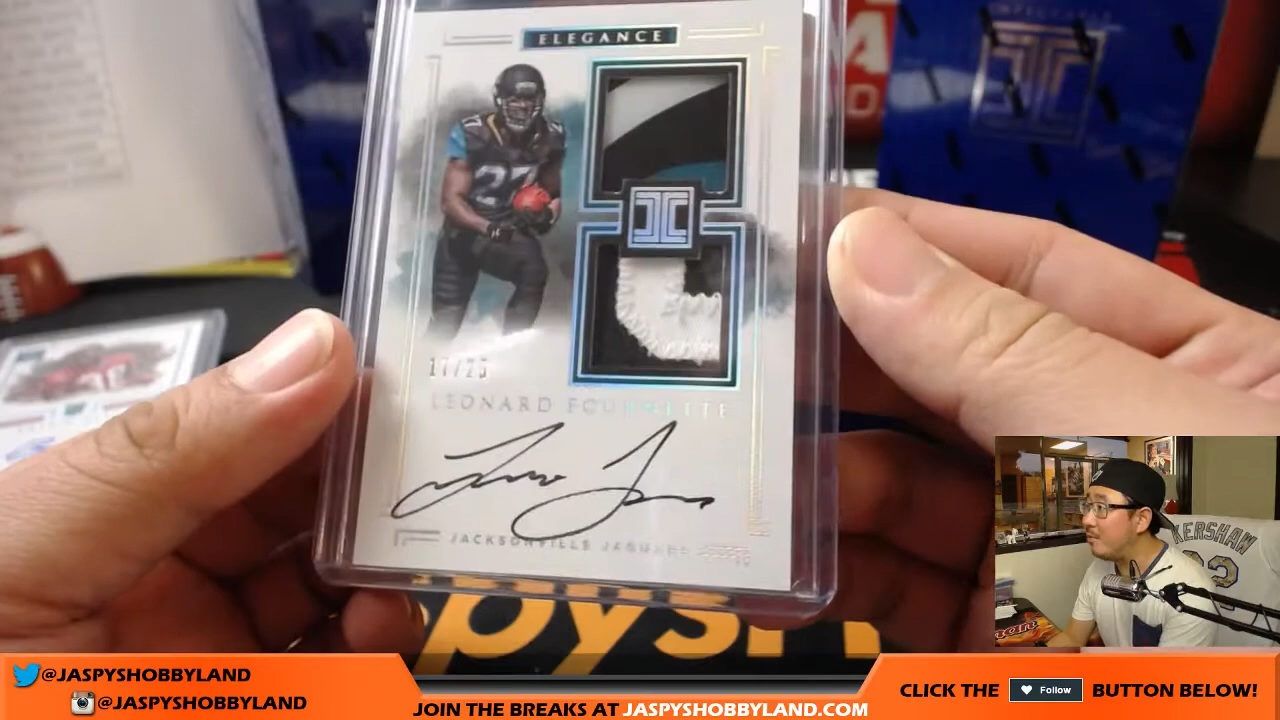 ELEGANCE
27
17/25
LEONARD FOURNETTE
JACKSONVILLE JAGUARS
KERSHAW
@JASPYSHOBBYLAND
@JASPYSHOBBYLAND
JOIN THE BREAKS AT JASPYSHOBBYLAND.COM
CLICK THE Follow BUTTON BELOW!